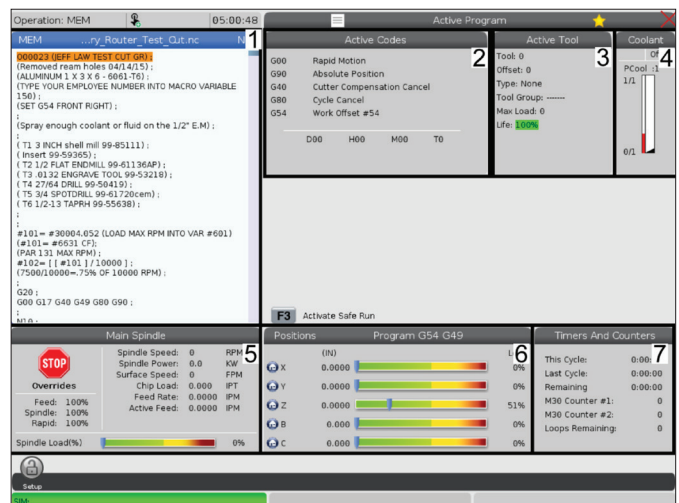 Operation: MEM
05:00:48
Active Program
MEM ...ry_Router_Test_Cut.nc N 1
O00023 (JEFF LAW TEST CUT GR) ;
(Removed ream holes 04/14/15) ;
(ALUMINUM 1 X 3 X 6 - 6061-T6) ;
(TYPE YOUR EMPLOYEE NUMBER INTO MACRO VARIABLE
150) ;
(SET G54 FRONT RIGHT) ;
;
(Spray enough coolant or fluid on the 1/2" E.M) ;
;
( T1 3 INCH shell mill 99-85111) ;
( Insert 99-59365) ;
( T2 1/2 FLAT ENDMILL 99-61136AP) ;
( T3 .0132 ENGRAVE TOOL 99-53218) ;
( T4 27/64 DRILL 99-50419) ;
( T5 3/4 SPOTDRILL 99-61720cem) ;
( T6 1/2-13 TAPRH 99-55638) ;
;
;
#101= #30004.052 (LOAD MAX RPM INTO VAR #601)
(#101= #6631 CF);
(PAR 131 MAX RPM) ;
#102= [ [ #101 ] / 10000 ] ;
(7500/10000=.75% OF 10000 RPM) ;
;
G20 ;
G00 G17 G40 G49 G80 G90 ;
;
N10 ;
Active Codes
2
G00 Rapid Motion
G90 Absolute Position
G40 Cutter Compensation Cancel
G80 Cycle Cancel
G54 Work Offset #54
D00 H00 M00 T0
Active Tool
3
Tool: 0
Offset: 0
Type: None
Tool Group: -------
Max Load: 0
Life: 100%
Coolant
Of
4
PCool :1
1/1
0/1
F3 Activate Safe Run
Main Spindle
5
STOP
Overrides
Feed: 100%
Spindle: 100%
Rapid: 100%
Spindle Speed: 0 RPM
Spindle Power: 0.0 KW
Surface Speed: 0 FPM
Chip Load: 0.000 IPT
Feed Rate: 0.0000 IPM
Active Feed: 0.0000 IPM
Spindle Load(%) 0%
Positions Program G54 G49
6
(IN) L
X 0.0000 0%
Y 0.0000 0%
Z 0.0000 51%
B 0.000 0%
C 0.000 0%
Timers And Counters
7
This Cycle: 0:00:
Last Cycle: 0:00:00
Remaining 0:00:00
M30 Counter #1: 0
M30 Counter #2: 0
Loops Remaining: 0
Setup
SIM: